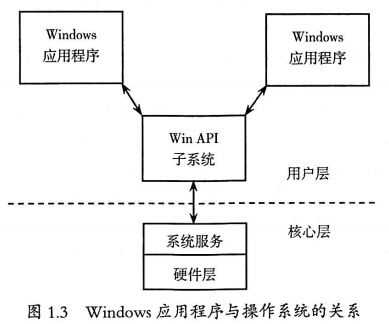 Windows
应用程序
Windows
应用程序
Win API
子系统
用户层
系统服务
核心层
硬件层
图 1.3 Windows 应用程序与操作系统的关系